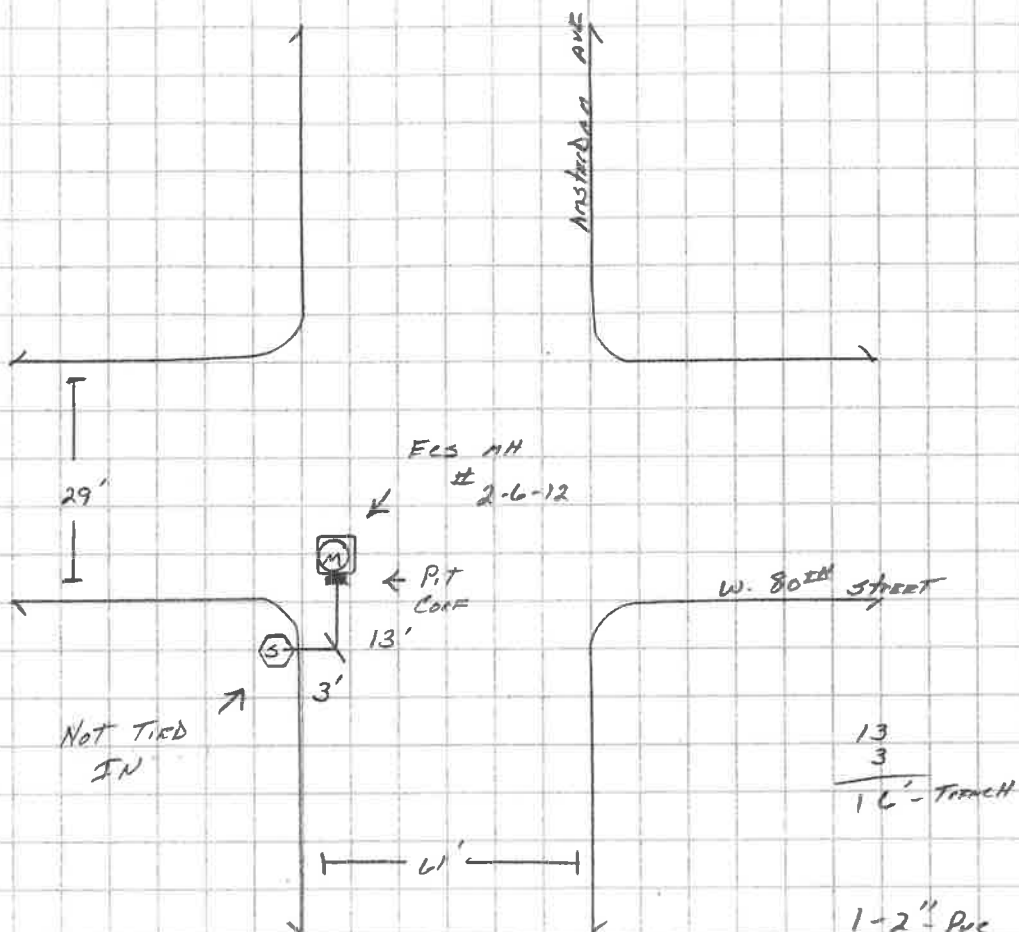 AMSTERDAM AVE
ECS MH
# 2-6-12
29'
M
← PIT
CORE
W. 80TH STREET
13'
S
3'
NOT TIED
IN
13
3
16' - TRENCH
61'
1-2" PVC